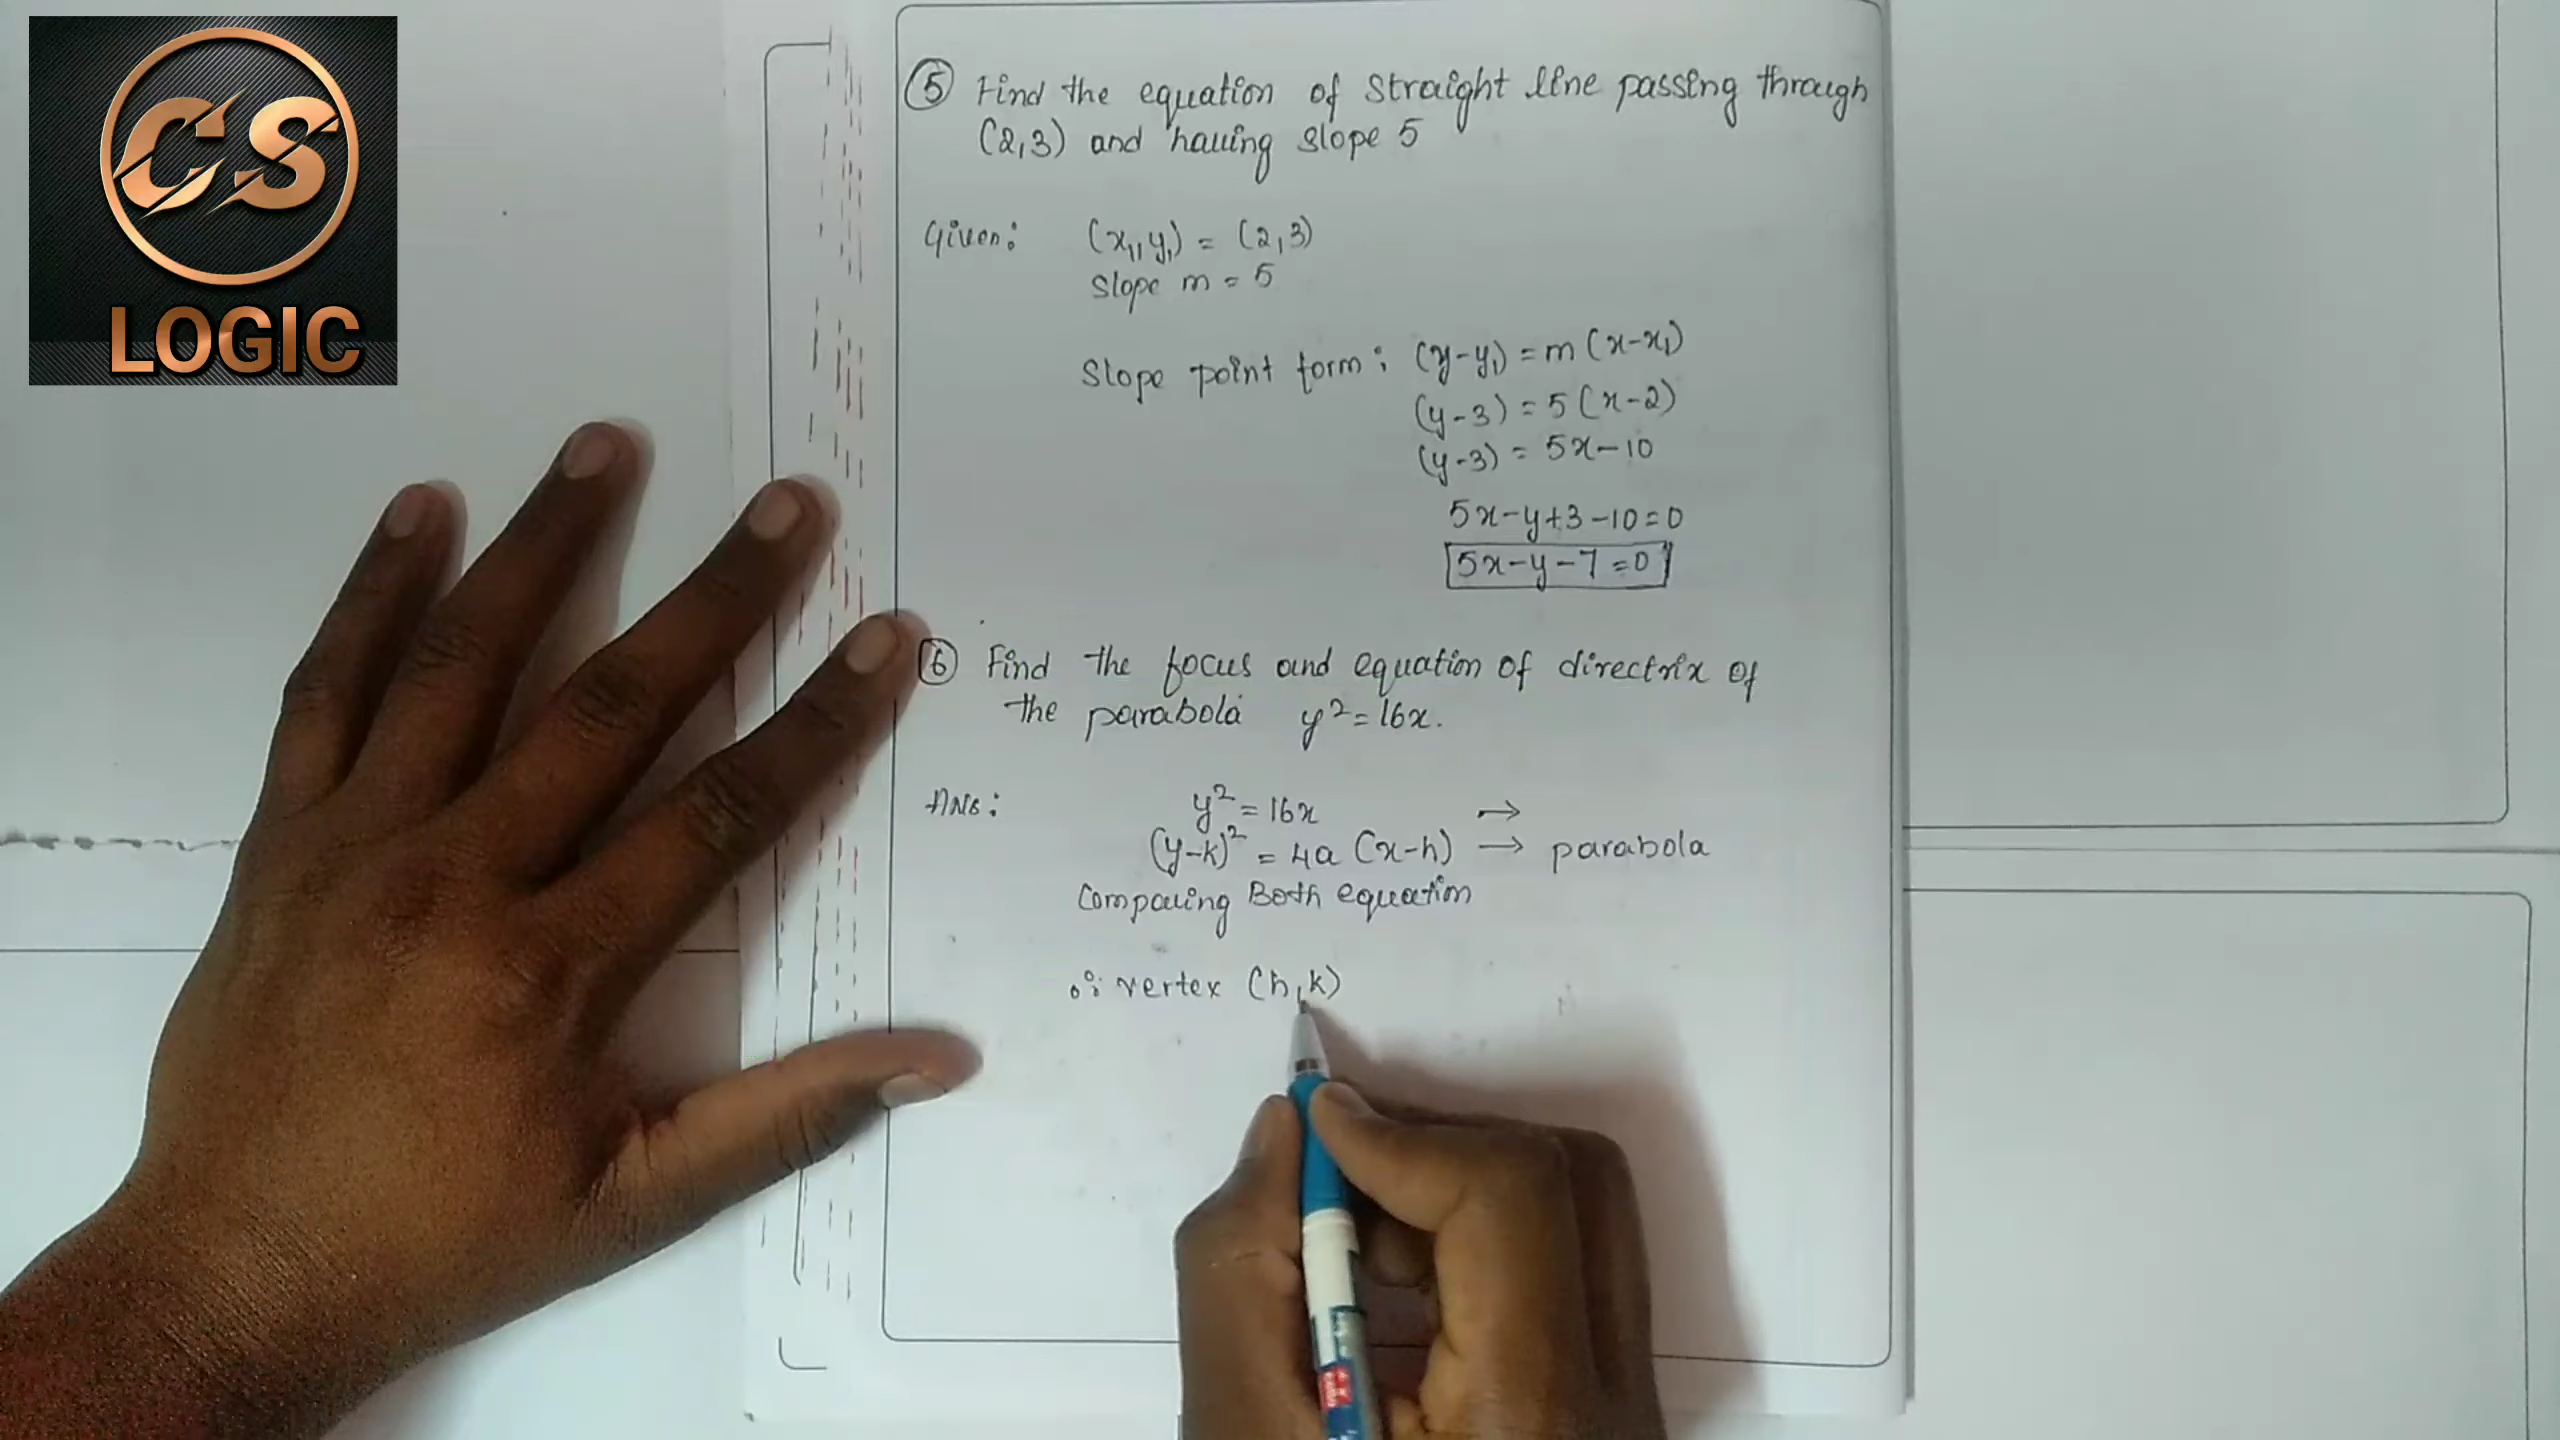 CS
LOGIC
⑤ Find the equation of straight line passing through
(2,3) and having slope 5
Given: (x₁,y₁) = (2,3)
Slope m = 5
Slope point form: (y-y₁) = m(x-x₁)
(y-3) = 5(x-2)
(y-3) = 5x-10
5x-y+3-10=0
5x-y-7=0
⑥ Find the focus and equation of directrix of
the parabola y²=16x.
Ans: y² = 16x →
(y-k)² = 4a (x-h) → parabola
Comparing Both equation
∴ vertex (h,k)